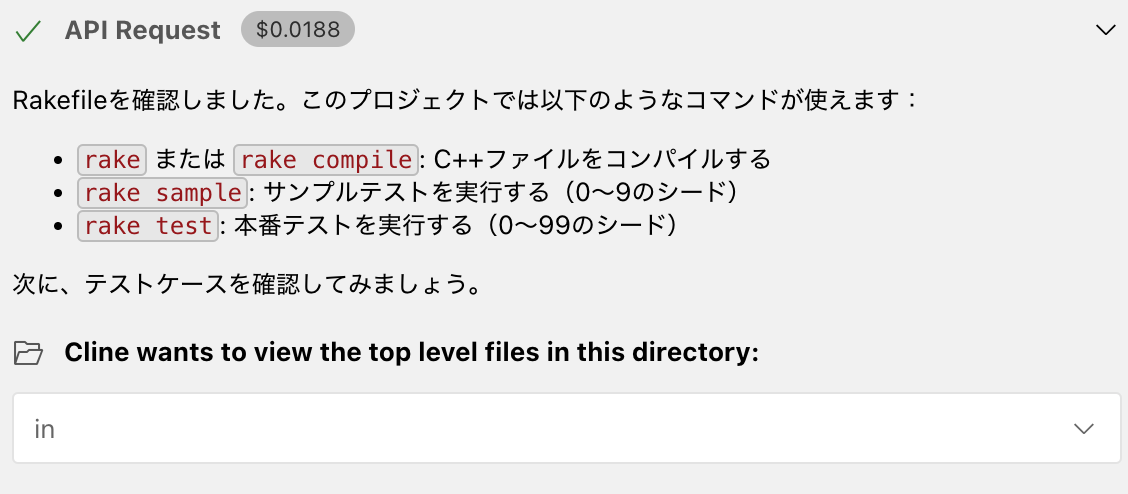 API Request $0.0188
Rakefileを確認しました。このプロジェクトでは以下のようなコマンドが使えます：
• rake または rake compile: C++ファイルをコンパイルする
• rake sample: サンプルテストを実行する（0〜9のシード）
• rake test: 本番テストを実行する（0〜99のシード）
次に、テストケースを確認してみましょう。
Cline wants to view the top level files in this directory:
in